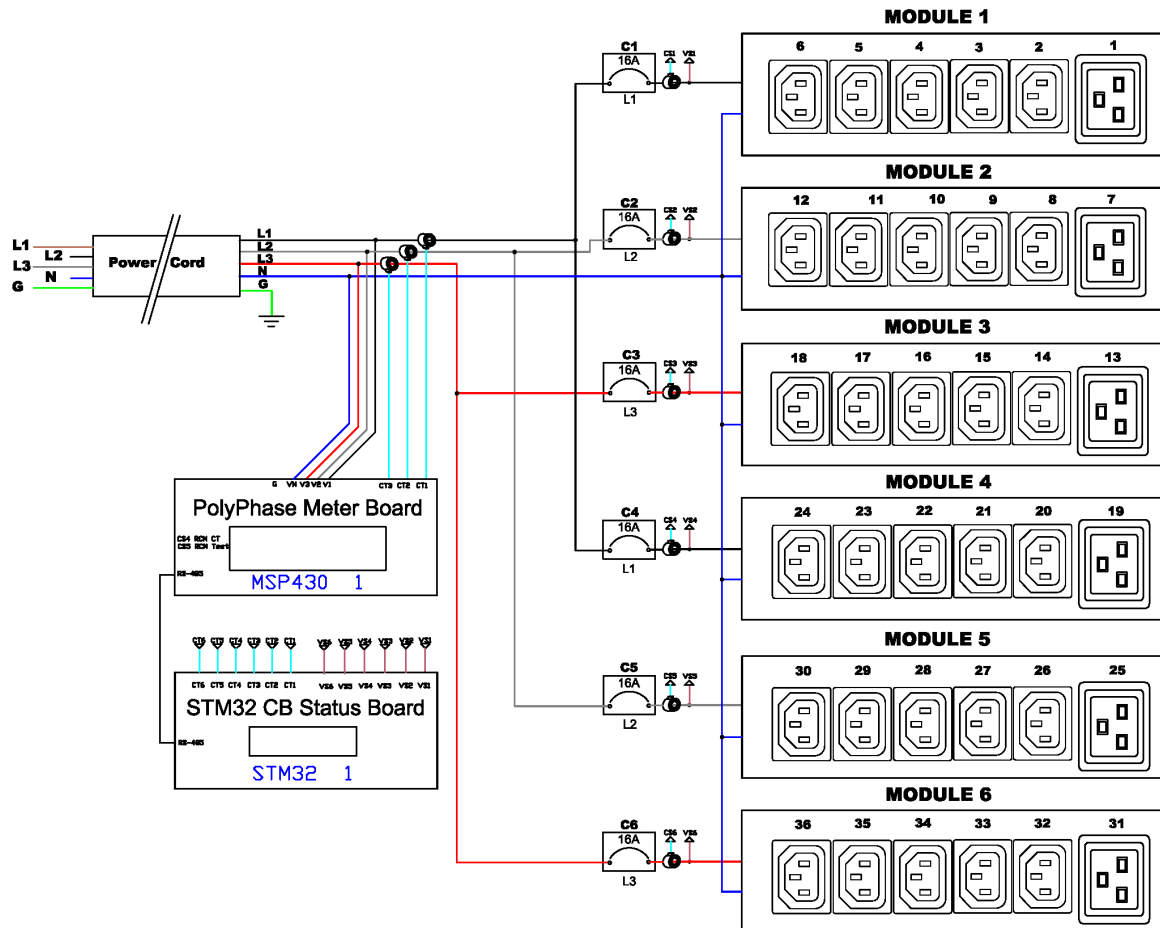 MODULE 1
6 5 4 3 2 1
C1
16A
L1
CS1 VS1
MODULE 2
12 11 10 9 8 7
C2
16A
L2
CS2 VS2
L1
L2
L3
N
G
Power Cord
L1
L2
L3
N
G
MODULE 3
18 17 16 15 14 13
C3
16A
L3
CS3 VS3
MODULE 4
24 23 22 21 20 19
C4
16A
L1
CS4 VS4
G VN V3 V2 V1 CT3 CT2 CT1
PolyPhase Meter Board
CS4 RCM CT
CS5 RCM Test
RS-485
MSP430 1
MODULE 5
30 29 28 27 26 25
C5
16A
L2
CS5 VS5
CT6 CT5 CT4 CT3 CT2 CT1 VS6 VS5 VS4 VS3 VS2 VS1
CT6 CT5 CT4 CT3 CT2 CT1 VS6 VS5 VS4 VS3 VS2 VS1
STM32 CB Status Board
RS-485
STM32 1
MODULE 6
36 35 34 33 32 31
C6
16A
L3
CS6 VS6